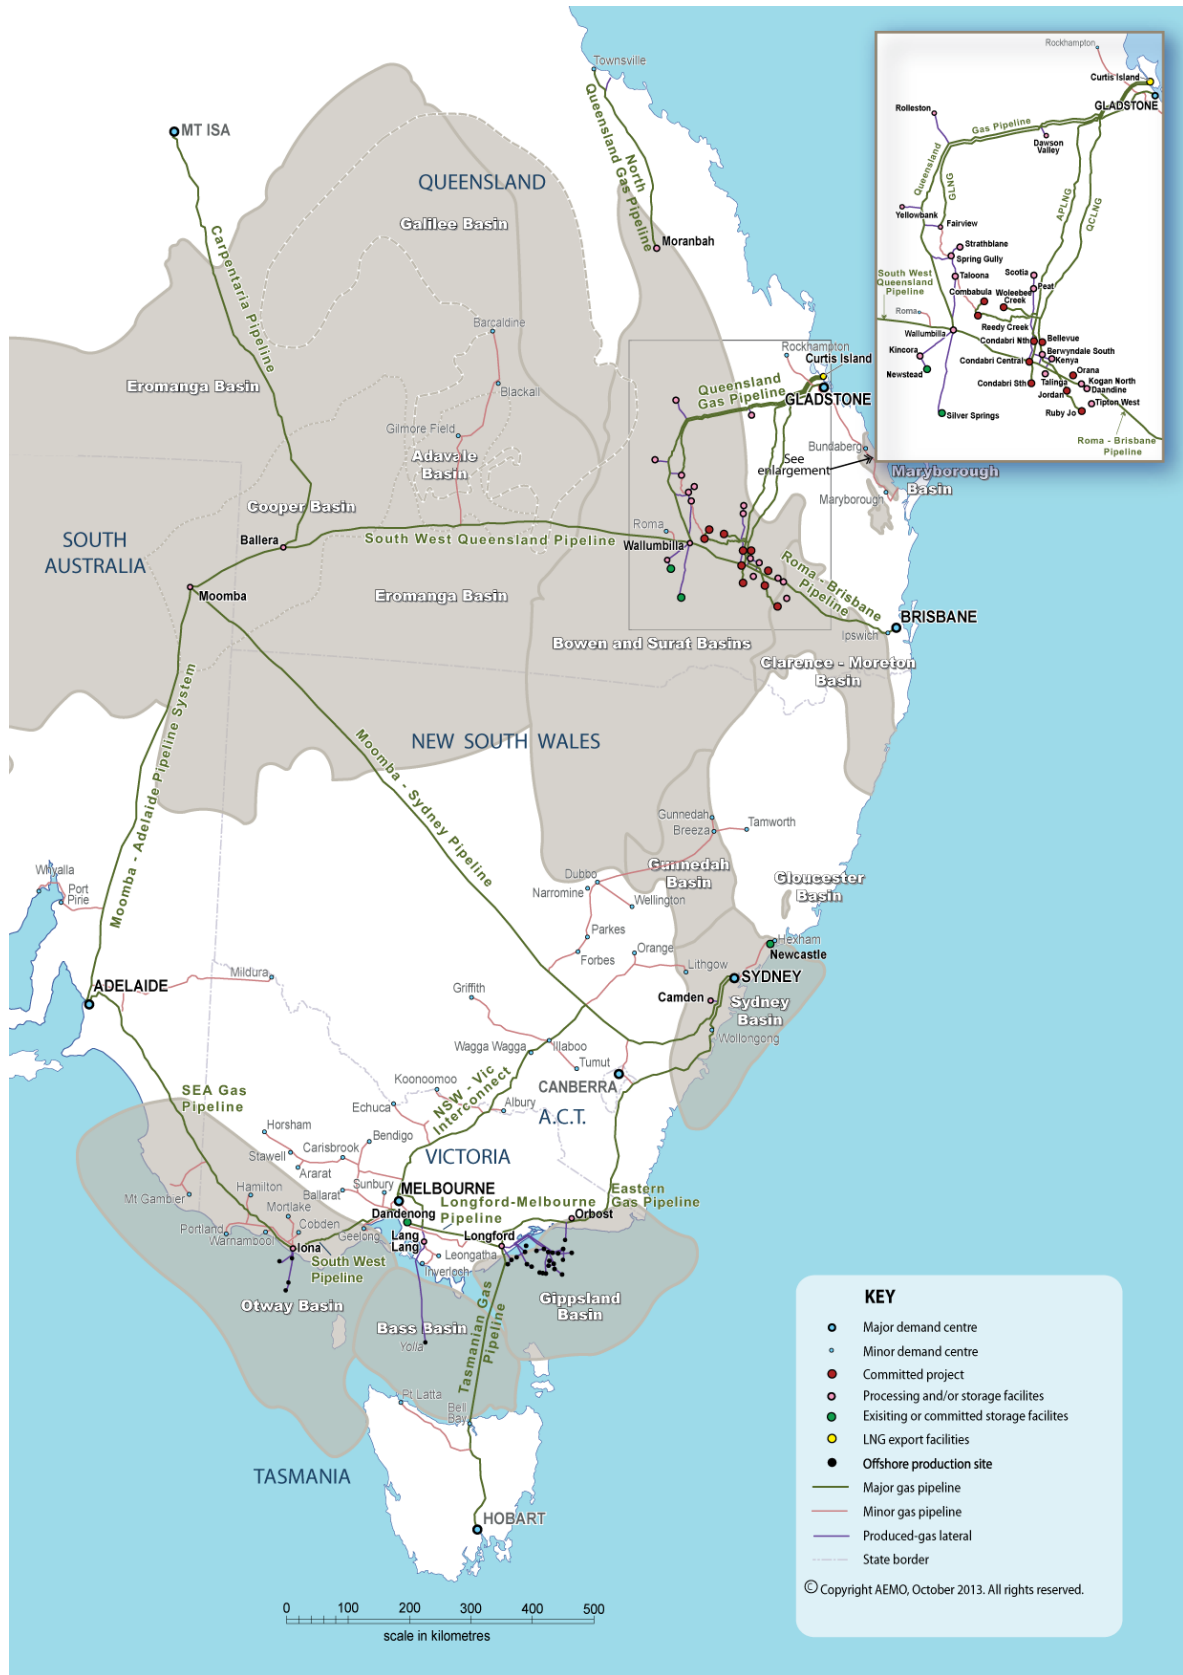 Townsville
MT ISA
QUEENSLAND
North
Queensland Gas Pipeline
Galilee Basin
Moranbah
Carpentaria Pipeline
Barcaldine
Blackall
Eromanga Basin
Gilmore Field
Adavale
Basin
Rockhampton
Curtis Island
Queensland
Gas Pipeline
GLADSTONE
Bundaberg
See
enlargement
Maryborough
Maryborough
Basin
Cooper Basin
Ballera
South West Queensland Pipeline
Roma
Wallumbilla
SOUTH
AUSTRALIA
Moomba
Eromanga Basin
Roma - Brisbane
Pipeline
BRISBANE
Ipswich
Bowen and Surat Basins
Clarence - Moreton
Basin
Moomba - Adelaide Pipeline System
NEW SOUTH WALES
Moomba - Sydney Pipeline
Gunnedah
Breeza
Tamworth
Gunnedah
Basin
Dubbo
Narromine
Wellington
Gloucester
Basin
Whyalla
Port
Pirie
Parkes
Forbes
Orange
Lithgow
Hexham
Newcastle
Mildura
ADELAIDE
SYDNEY
Griffith
Camden
Sydney
Basin
Wollongong
Wagga Wagga
Illaboo
Tumut
CANBERRA
Koonoomoo
NSW - Vic
Interconnect
SEA Gas
Pipeline
Echuca
Albury
A.C.T.
Horsham
Carisbrook
Bendigo
Stawell
Ararat
VICTORIA
Mt Gambier
Hamilton
Ballarat
Sunbury
MELBOURNE
Longford-Melbourne
Pipeline
Eastern
Gas Pipeline
Mortlake
Cobden
Portland
Warnambool
Geelong
Dandenong
Orbost
Iona
Lang
Lang
Longford
South West
Pipeline
Leongatha
Inverloch
Otway Basin
Gippsland
Basin
Bass Basin
Yolla
Tasmanian Gas
Pipeline
Pt Latta
Bell
Bay
TASMANIA
HOBART
0 100 200 300 400 500
scale in kilometres
Rockhampton
Curtis Island
GLADSTONE
Rolleston
Gas Pipeline
Dawson
Valley
Queensland
GLNG
APLNG
QCLNG
Yellowbank
Fairview
Strathblane
Spring Gully
South West
Queensland
Pipeline
Taloona
Scotia
Peat
Combabula
Woleebee
Creek
Roma
Reedy Creek
Wallumbilla
Condabri Nth
Bellevue
Kincora
Berwyndale South
Condabri Central
Kenya
Newstead
Orana
Condabri Sth
Talinga
Kogan North
Daandine
Jordan
Tipton West
Silver Springs
Ruby Jo
Roma - Brisbane
Pipeline
KEY
Major demand centre
Minor demand centre
Committed project
Processing and/or storage facilites
Exisiting or committed storage facilites
LNG export facilities
Offshore production site
Major gas pipeline
Minor gas pipeline
Produced-gas lateral
State border
© Copyright AEMO, October 2013. All rights reserved.